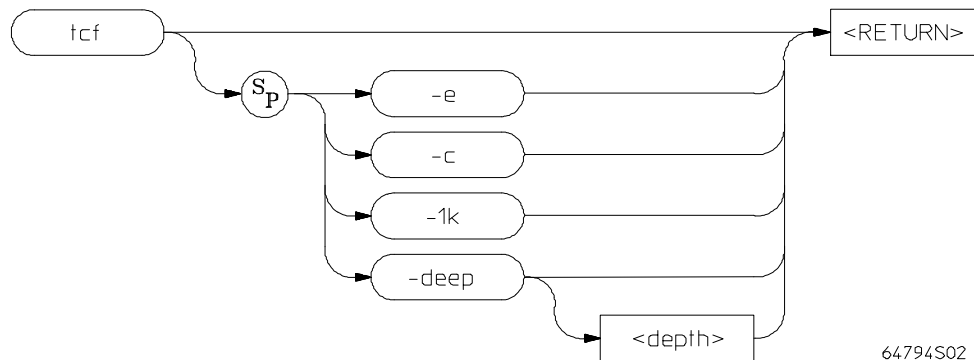 tcf
<RETURN>
SP
-e
-c
-1k
-deep
<depth>
64794S02